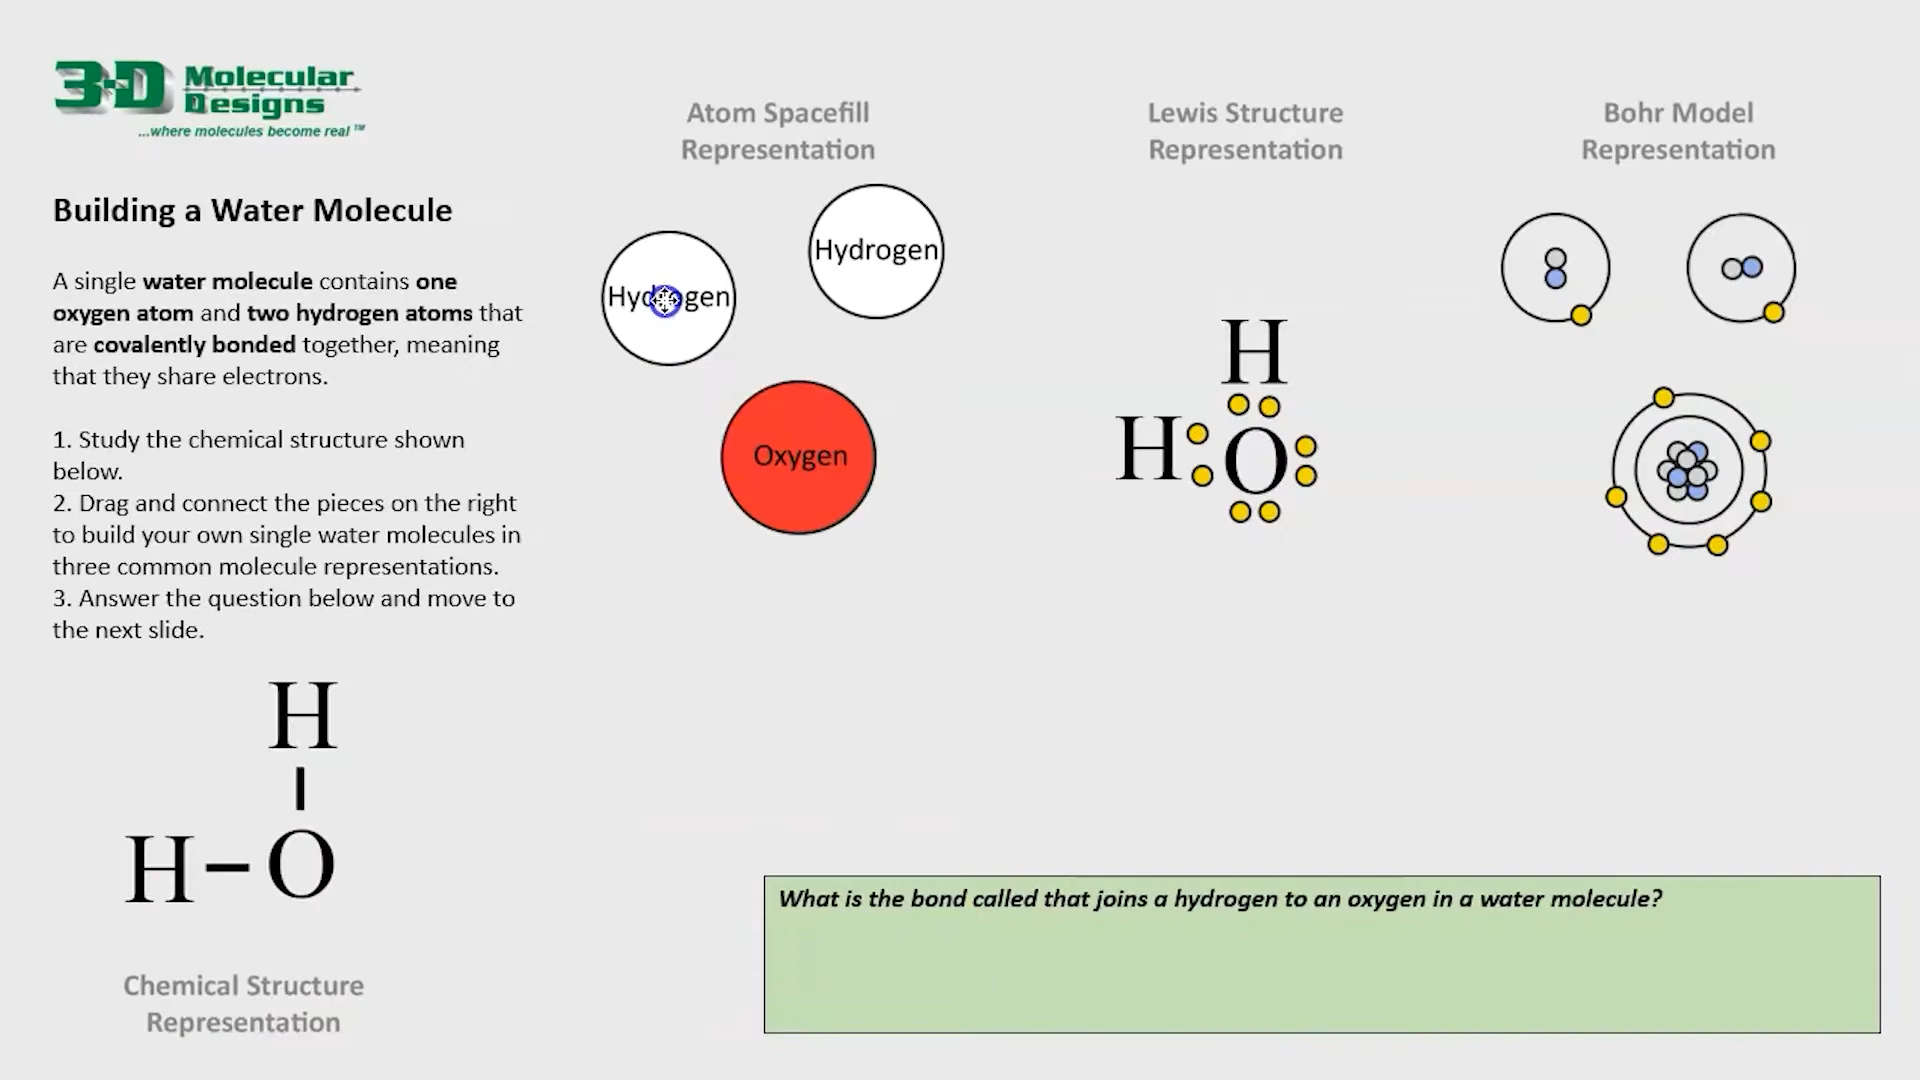 3-D Molecular
Designs
...where molecules become real™
Building a Water Molecule
A single water molecule contains one
oxygen atom and two hydrogen atoms that
are covalently bonded together, meaning
that they share electrons.
1. Study the chemical structure shown
below.
2. Drag and connect the pieces on the right
to build your own single water molecules in
three common molecule representations.
3. Answer the question below and move to
the next slide.
H
H O
Chemical Structure
Representation
Atom Spacefill
Representation
Hydrogen
Hydrogen
Oxygen
Lewis Structure
Representation
H
H O
Bohr Model
Representation
What is the bond called that joins a hydrogen to an oxygen in a water molecule?